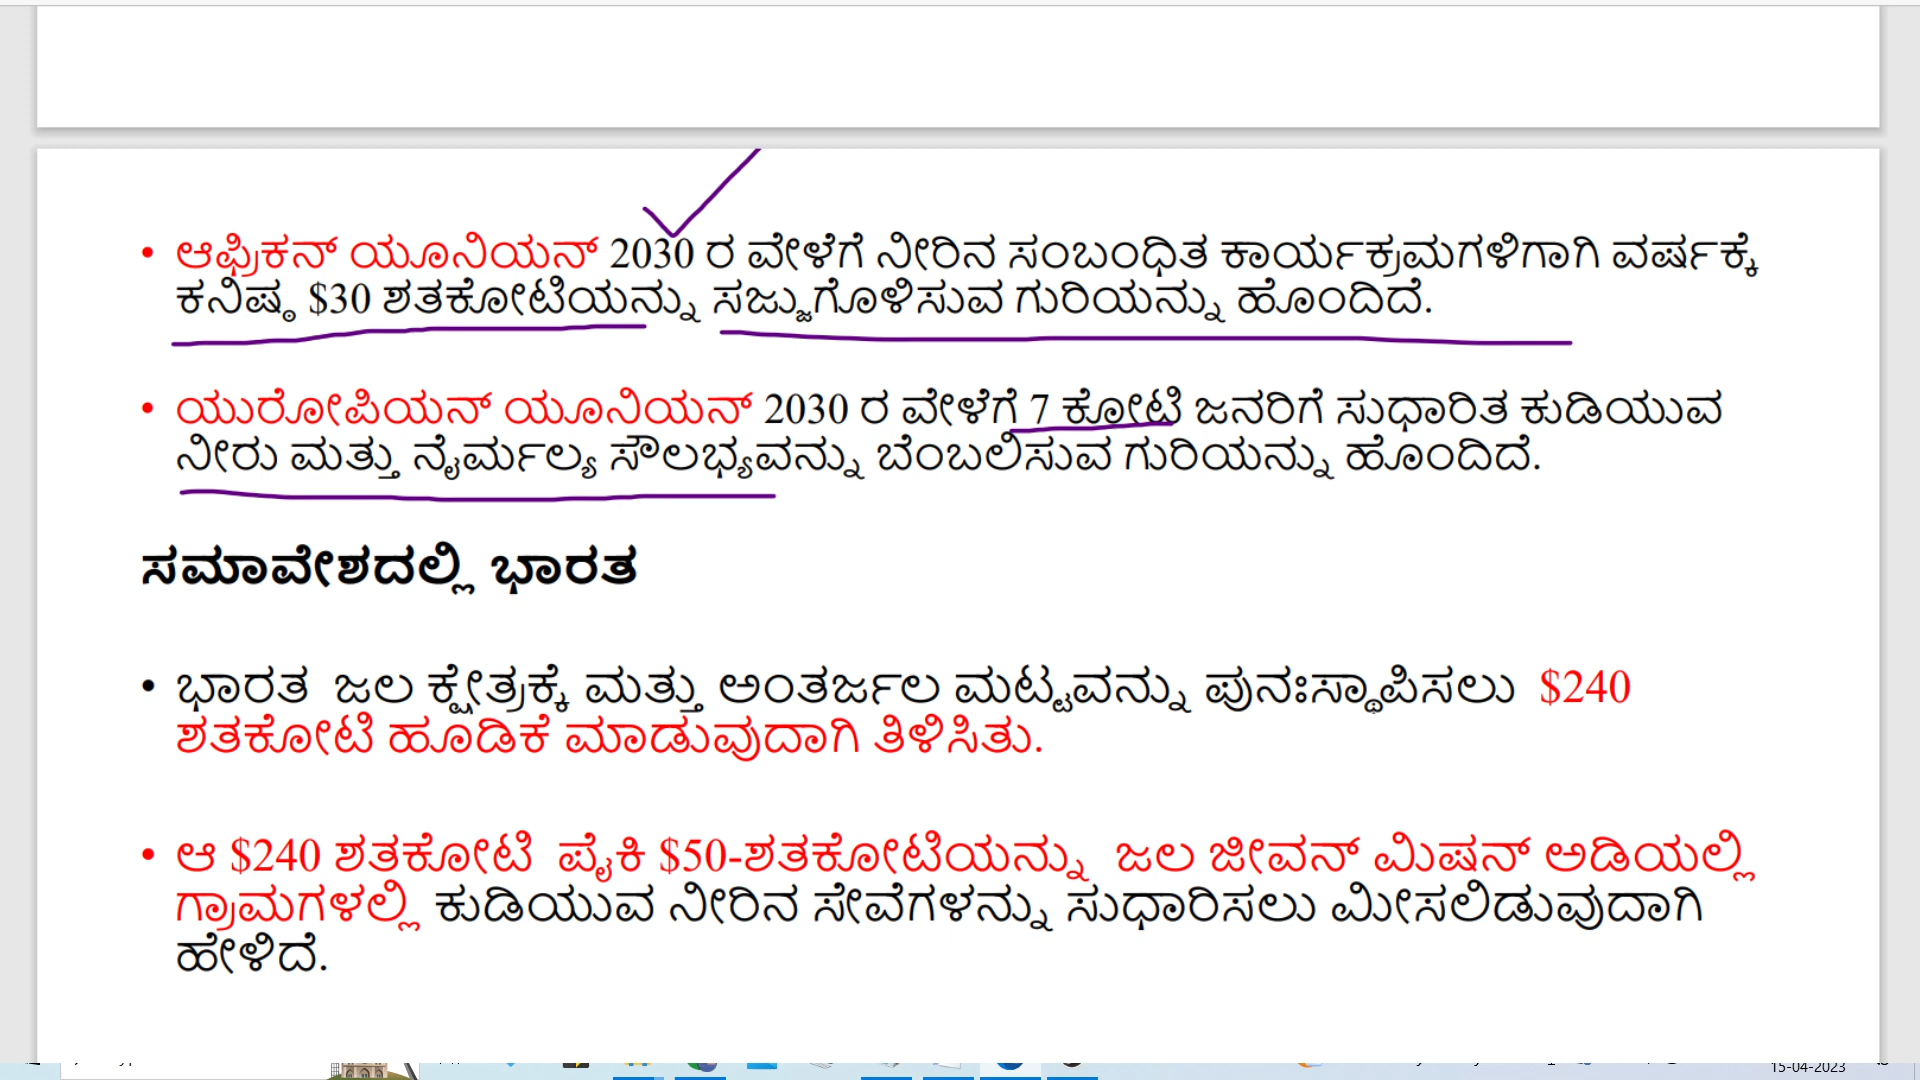 • ಆಫ್ರಿಕನ್ ಯೂನಿಯನ್ 2030 ರ ವೇಳೆಗೆ ನೀರಿನ ಸಂಬಂಧಿತ ಕಾರ್ಯಕ್ರಮಗಳಿಗಾಗಿ ವರ್ಷಕ್ಕೆ
ಕನಿಷ್ಠ $30 ಶತಕೋಟಿಯನ್ನು ಸಜ್ಜುಗೊಳಿಸುವ ಗುರಿಯನ್ನು ಹೊಂದಿದೆ.
• ಯುರೋಪಿಯನ್ ಯೂನಿಯನ್ 2030 ರ ವೇಳೆಗೆ 7 ಕೋಟಿ ಜನರಿಗೆ ಸುಧಾರಿತ ಕುಡಿಯುವ
ನೀರು ಮತ್ತು ನೈರ್ಮಲ್ಯ ಸೌಲಭ್ಯವನ್ನು ಬೆಂಬಲಿಸುವ ಗುರಿಯನ್ನು ಹೊಂದಿದೆ.
ಸಮಾವೇಶದಲ್ಲಿ ಭಾರತ
• ಭಾರತ ಜಲ ಕ್ಷೇತ್ರಕ್ಕೆ ಮತ್ತು ಅಂತರ್ಜಲ ಮಟ್ಟವನ್ನು ಪುನಃಸ್ಥಾಪಿಸಲು $240
ಶತಕೋಟಿ ಹೂಡಿಕೆ ಮಾಡುವುದಾಗಿ ತಿಳಿಸಿತು.
• ಆ $240 ಶತಕೋಟಿ ಪೈಕಿ $50-ಶತಕೋಟಿಯನ್ನು ಜಲ ಜೀವನ್ ಮಿಷನ್ ಅಡಿಯಲ್ಲಿ
ಗ್ರಾಮಗಳಲ್ಲಿ ಕುಡಿಯುವ ನೀರಿನ ಸೇವೆಗಳನ್ನು ಸುಧಾರಿಸಲು ಮೀಸಲಿಡುವುದಾಗಿ
ಹೇಳಿದೆ.
15-04-2023